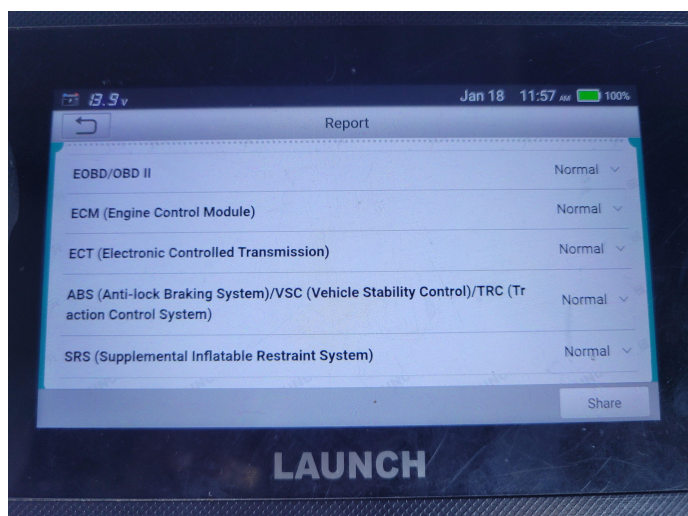 13.9 v Jan 18 11:57 AM 100%
Report
EOBD/OBD II Normal
ECM (Engine Control Module) Normal
ECT (Electronic Controlled Transmission) Normal
ABS (Anti-lock Braking System)/VSC (Vehicle Stability Control)/TRC (Tr
action Control System) Normal
SRS (Supplemental Inflatable Restraint System) Normal
Share
LAUNCH